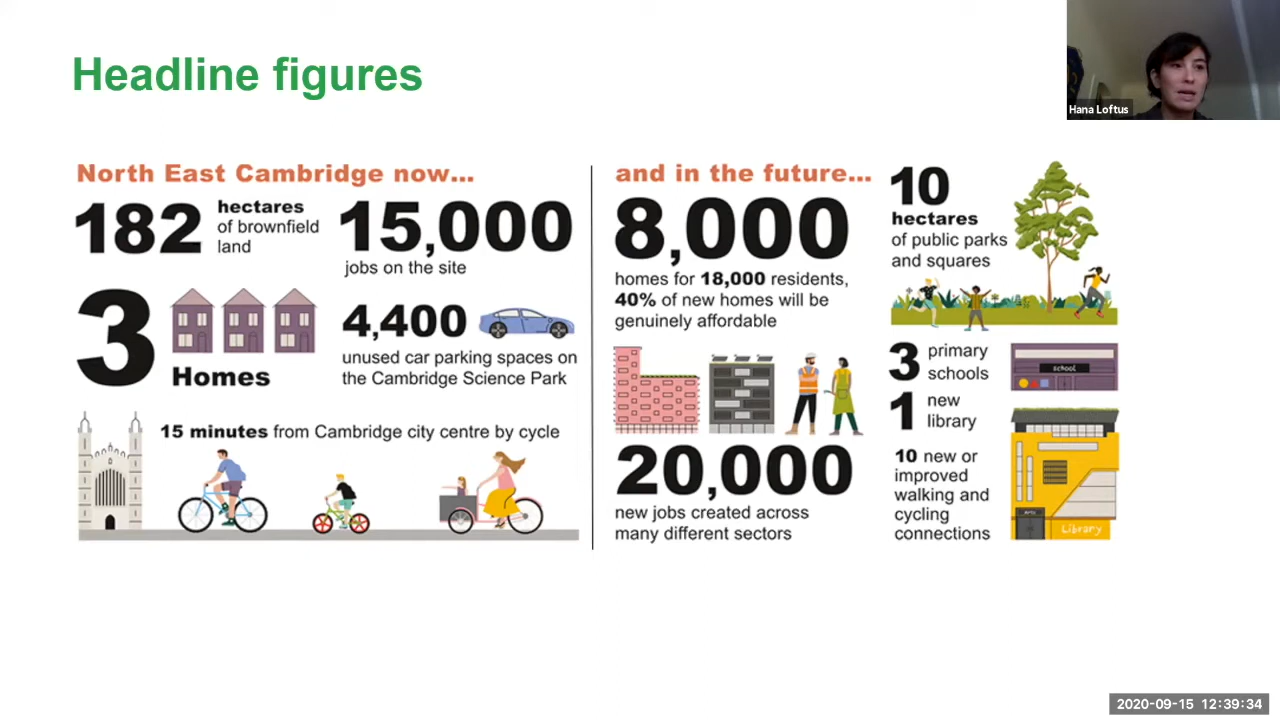 Headline figures
Hana Loftus
North East Cambridge now...
182
hectares
of brownfield
land
15,000
jobs on the site
3
Homes
4,400
unused car parking spaces on
the Cambridge Science Park
15 minutes from Cambridge city centre by cycle
and in the future...
8,000
homes for 18,000 residents,
40% of new homes will be
genuinely affordable
20,000
new jobs created across
many different sectors
10
hectares
of public parks
and squares
3 primary
schools
school
1 new
library
10 new or
improved
walking and
cycling
connections
Library
2020-09-15 12:39:34